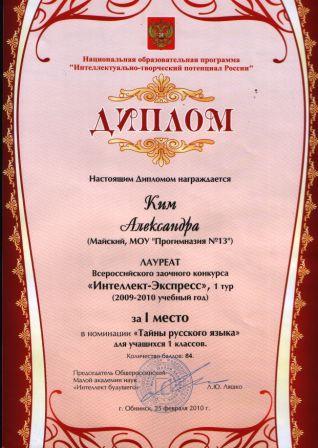 Национальная образовательная программа
"Интеллектуально-творческий потенциал России"
ДИПЛОМ
Настоящим Дипломом награждается
Ким
Александра
(Майский, МОУ "Прогимназия №13")
ЛАУРЕАТ
Всероссийского заочного конкурса
«Интеллект-Экспресс», 1 тур
(2009-2010 учебный год)
за I место
в номинации «Тайны русского языка»
для учащихся 1 классов.
Количество баллов: 84.
Председатель Общероссийской
Малой академии наук
«Интеллект будущего»
Л.Ю. Ляшко
г. Обнинск, 25 февраля 2010 г.